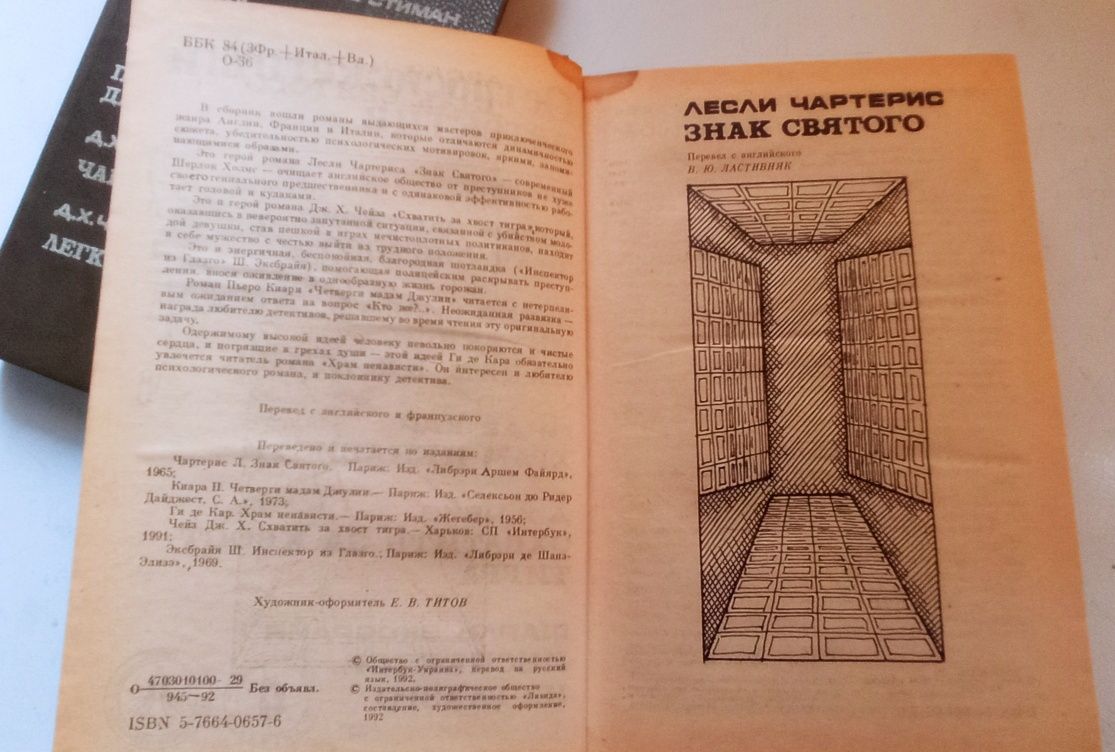 СТИМАН
П
Д
Д.Х.
ЧА
Д.Х.Ч
ЛЕГК
ББК 84(3Фр.+Итал.+Вл.)
О-36
В сборник вошли романы выдающихся мастеров приключенческого
жанра Англии, Франции и Италии, которые отличаются динамичностью
сюжета, убедительностью психологических мотивировок, яркими, запоми-
нающимися образами.
Это герой романа Лесли Чартериса «Знак Святого» — современный
Шерлок Холмс — очищает английское общество от преступников не хуже
своего гениального предшественника и с одинаковой эффективностью рабо-
тает головой и кулаками.
Это и герой романа Дж. Х. Чейза «Схватить за хвост тигра», который,
оказавшись в невероятно запутанной ситуации, связанной с убийством моло-
дой девушки, став пешкой в играх нечистоплотных политиканов, находит
в себе мужество с честью выйти из трудного положения.
Это и энергичная, беспокойная, благородная шотландка («Инспектор
из Глазго» Ш. Эксбрайя), помогающая полицейским раскрывать преступ-
ления, внося оживление в однообразную жизнь горожан.
Роман Пьеро Киари «Четверги мадам Джулии» читается с нетерпели-
вым ожиданием ответа на вопрос «Кто же?..». Неожиданная развязка —
награда любителю детективов, решавшему во время чтения эту оригинальную
задачу.
Одержимому высокой идеей человеку невольно покоряются и чистые
сердца, и погрязшие в грехах души — этой идеей Ги де Кара обязательно
увлечется читатель романа «Храм ненависти». Он интересен и любителю
психологического романа, и поклоннику детектива.
Перевод с английского и французского
Переведено и печатается по изданиям:
Чартерис Л. Знак Святого. Париж: Изд. «Либрэри Аршем Файярд»,
1965;
Киара П. Четверги мадам Джулии.— Париж: Изд. «Селексьон дю Ридер
Дайджест, С. А.», 1973;
Ги де Кар. Храм ненависти.— Париж: Изд. «Жегебер», 1956;
Чейз Дж. Х. Схватить за хвост тигра.— Харьков: СП «Интербук»,
1991;
Эксбрайя Ш. Инспектор из Глазго.; Париж: Изд. «Либрэри де Шанз-
Элизэ», 1969.
Художник-оформитель Е. В. ТИТОВ
О 4703010100-29
945—92 Без объявл.
ISBN 5-7664-0657-6
© Общество с ограниченной ответственностью
«Интербук-Украина», перевод на русский
язык, 1992.
© Издательско-полиграфическое общество
с ограниченной ответственностью «Лианда»,
составление, художественное оформление,
1992
ЛЕСЛИ ЧАРТЕРИС
ЗНАК СВЯТОГО
Перевел с английского
В. Ю. ЛАСТИВНЯК